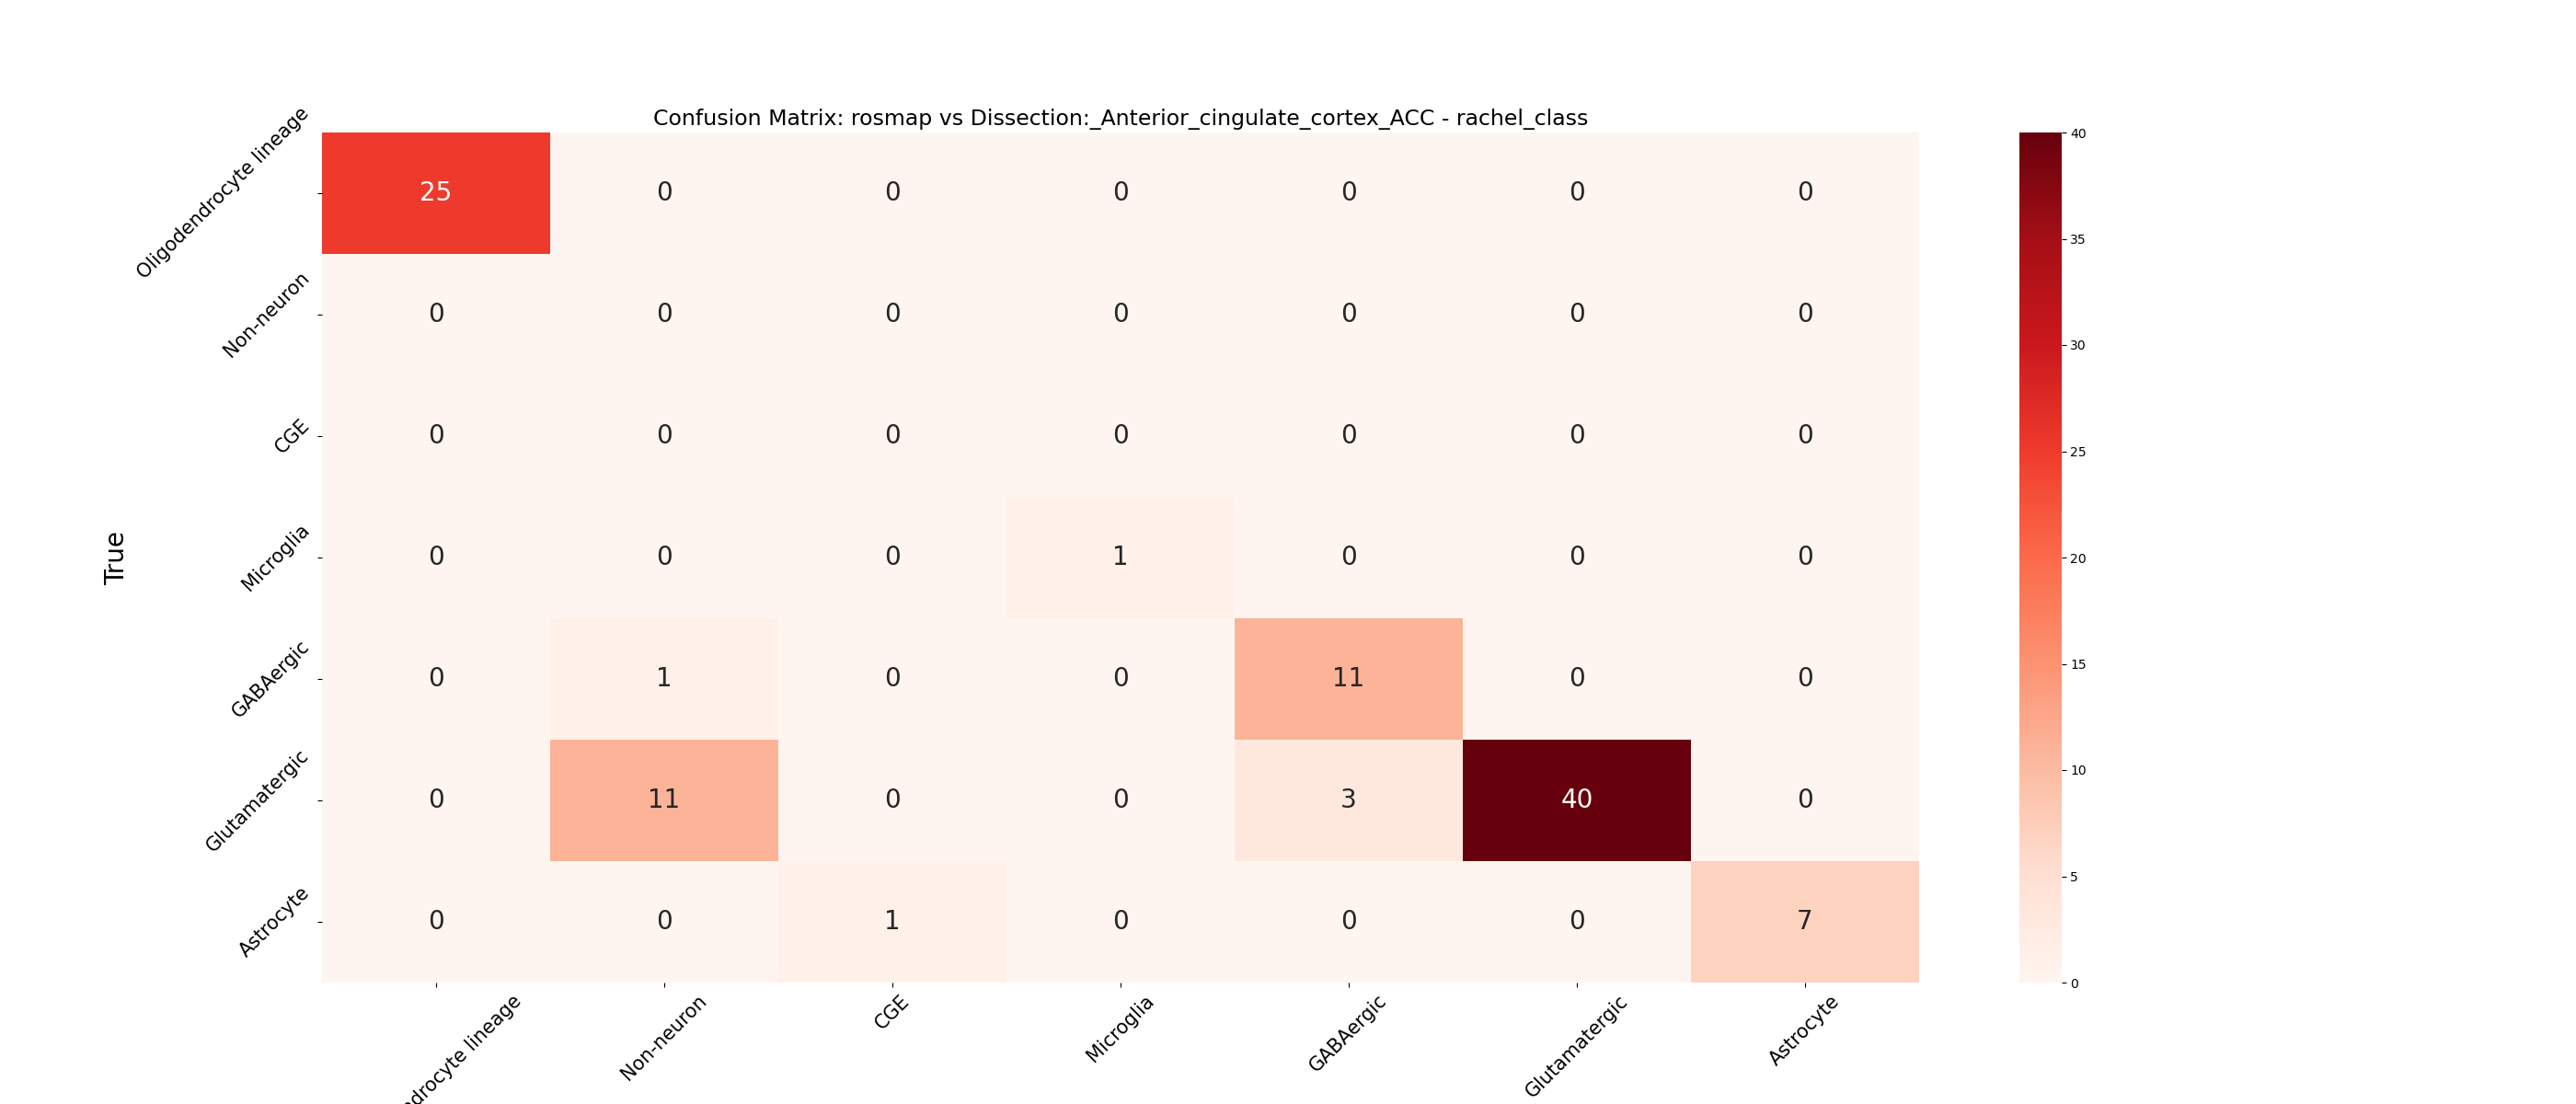 Confusion Matrix: rosmap vs Dissection:_Anterior_cingulate_cortex_ACC - rachel_class
True
Oligodendrocyte lineage 25 0 0 0 0 0 0
Non-neuron 0 0 0 0 0 0 0
CGE 0 0 0 0 0 0 0
Microglia 0 0 0 1 0 0 0
GABAergic 0 1 0 0 11 0 0
Glutamatergic 0 11 0 0 3 40 0
Astrocyte 0 0 1 0 0 0 7
ndrocyte lineage Non-neuron CGE Microglia GABAergic Glutamatergic Astrocyte
40
35
30
25
20
15
10
5
0